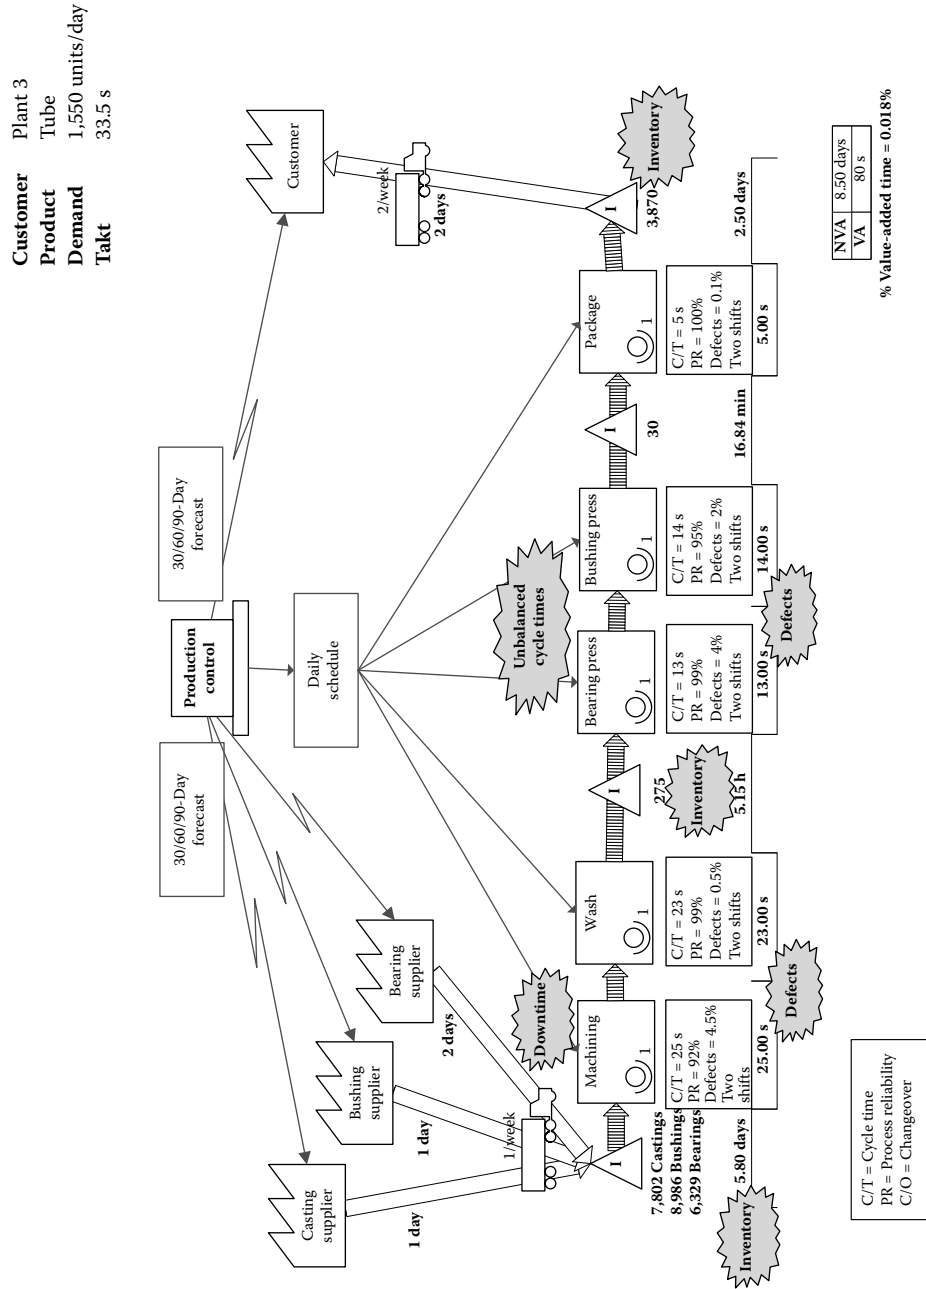 Customer Plant 3
Product Tube
Demand 1,550 units/day
Takt 33.5 s
30/60/90-Day
forecast
Production
control
30/60/90-Day
forecast
Customer
Daily
schedule
Casting
supplier
Bushing
supplier
Bearing
supplier
1 day
1 day
2 days
1/week
2/week
2 days
Downtime
Unbalanced
cycle times
Inventory
I
Machining
1
Wash
1
I
Bearing press
1
Bushing press
1
I
Package
1
I
7,802 Castings
8,986 Bushings
6,329 Bearings
C/T = 25 s
PR = 92%
Defects = 4.5%
Two
shifts
C/T = 23 s
PR = 99%
Defects = 0.5%
Two shifts
275
Inventory
C/T = 13 s
PR = 99%
Defects = 4%
Two shifts
C/T = 14 s
PR = 95%
Defects = 2%
Two shifts
30
C/T = 5 s
PR = 100%
Defects = 0.1%
Two shifts
3,870
Inventory
5.80 days
25.00 s
Defects
23.00 s
5.15 h
13.00 s
Defects
14.00 s
16.84 min
5.00 s
2.50 days
C/T = Cycle time
PR = Process reliability
C/O = Changeover
NVA 8.50 days
VA 80 s
% Value-added time = 0.018%